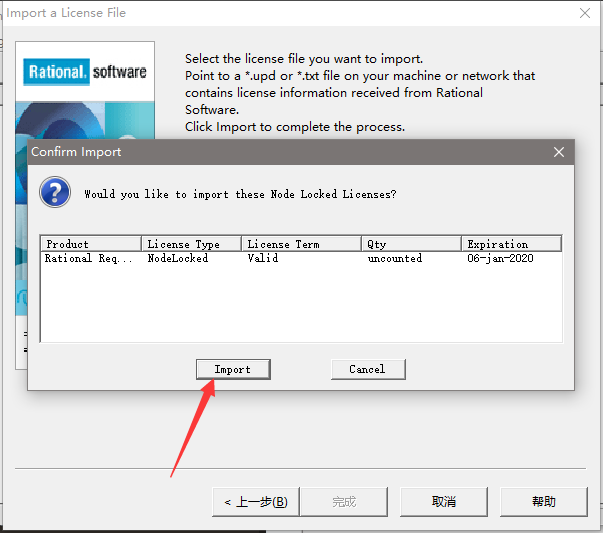 Import a License File
Rational. software
Select the license file you want to import.
Point to a *.upd or *.txt file on your machine or network that
contains license information received from Rational
Software.
Click Import to complete the process.
Confirm Import
Would you like to import these Node Locked Licenses?
Product License Type License Term Qty Expiration
Rational Req... NodeLocked Valid uncounted 06-jan-2020
Import Cancel
< 上一步(B) 完成 取消 帮助